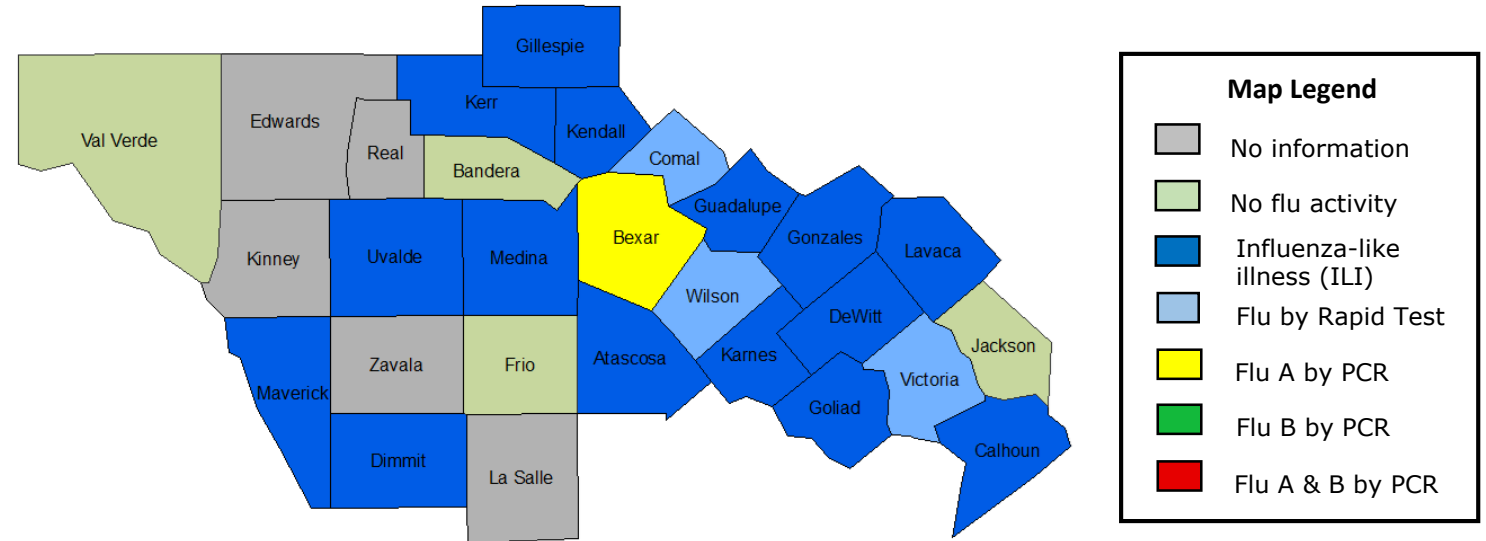 Gillespie
Kerr
Edwards
Kendall
Val Verde
Real
Comal
Bandera
Guadalupe
Bexar
Gonzales
Lavaca
Kinney
Uvalde
Medina
Wilson
DeWitt
Jackson
Karnes
Atascosa
Zavala
Frio
Victoria
Maverick
Goliad
Calhoun
Dimmit
La Salle
Map Legend
No information
No flu activity
Influenza-like
illness (ILI)
Flu by Rapid Test
Flu A by PCR
Flu B by PCR
Flu A & B by PCR